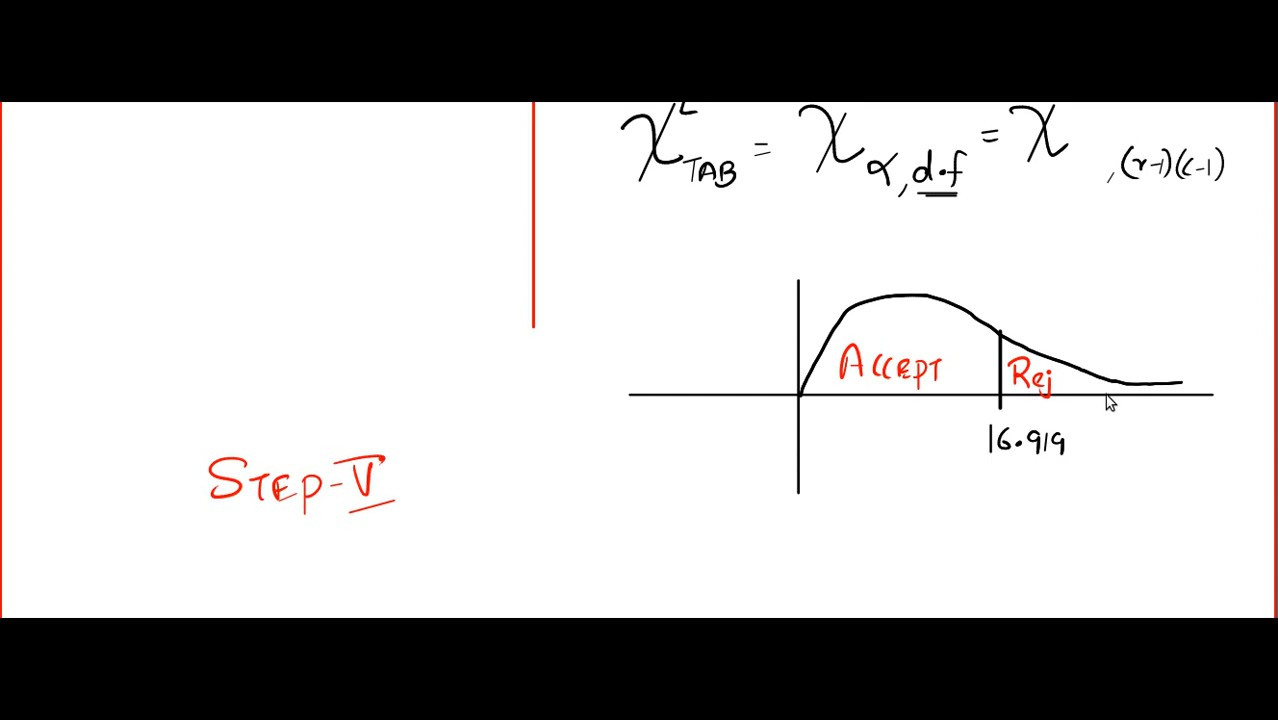 χ²TAB = χα, d.f = χ , (r-1)(c-1)
ACCEPT Rej
16.919
STEP-V